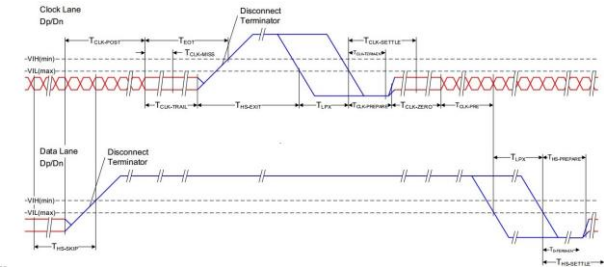 Clock Lane
Dp/Dn
Disconnect
Terminator
TCLK-POST
TEOT
TCLK-MISS
TCLK-SETTLE
TCLK-TERM-EN
VIH(min)
VIL(max)
TCLK-TRAIL
THS-EXIT
TLPX
TCLK-PREPARE
TCLK-ZERO
TCLK-PRE
Data Lane
Dp/Dn
Disconnect
Terminator
TLPX
THS-PREPARE
VIH(min)
VIL(max)
THS-SKIP
TD-TERM-EN
THS-SETTLE